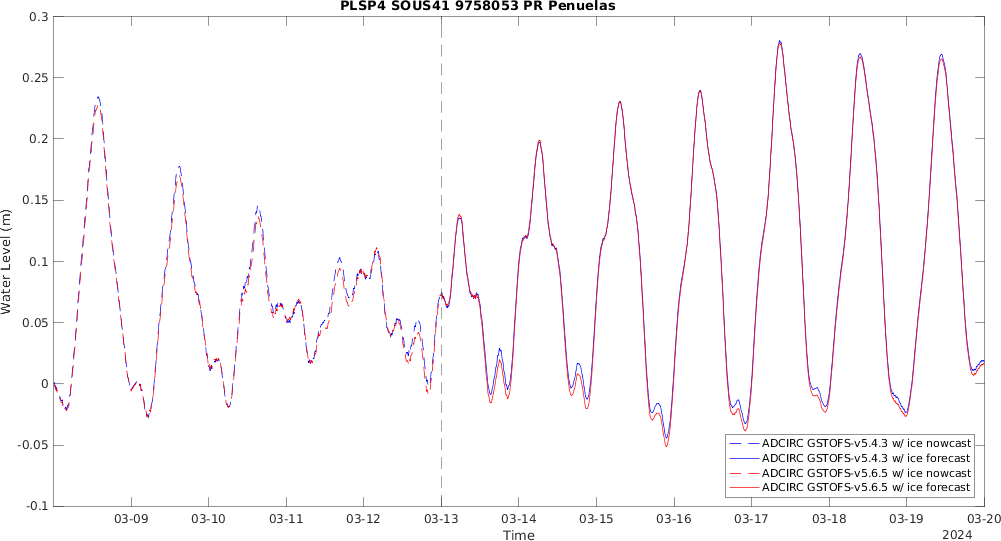 PLSP4 SOUS41 9758053 PR Penuelas
0.3
0.25
0.2
0.15
0.1
0.05
0
-0.05
-0.1
Water Level (m)
ADCIRC GSTOFS-v5.4.3 w/ ice nowcast
ADCIRC GSTOFS-v5.4.3 w/ ice forecast
ADCIRC GSTOFS-v5.6.5 w/ ice nowcast
ADCIRC GSTOFS-v5.6.5 w/ ice forecast
03-09 03-10 03-11 03-12 03-13 03-14 03-15 03-16 03-17 03-18 03-19 03-20
Time
2024